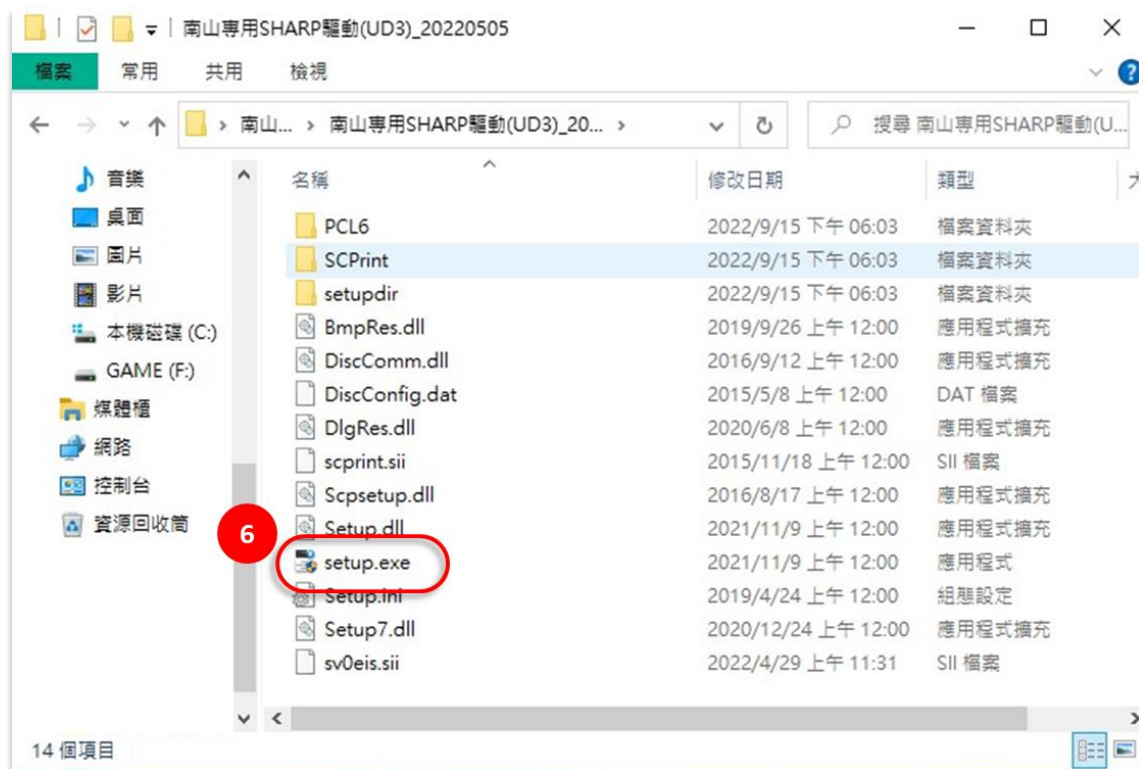 南山專用SHARP驅動(UD3)_20220505
檔案 常用 共用 檢視
南山... › 南山專用SHARP驅動(UD3)_20... › 搜尋 南山專用SHARP驅動(U...
音樂
桌面
圖片
影片
本機磁碟 (C:)
GAME (F:)
媒體櫃
網路
控制台
資源回收筒
名稱 修改日期 類型
PCL6 2022/9/15 下午 06:03 檔案資料夾
SCPrint 2022/9/15 下午 06:03 檔案資料夾
setupdir 2022/9/15 下午 06:03 檔案資料夾
BmpRes.dll 2019/9/26 上午 12:00 應用程式擴充
DiscComm.dll 2016/9/12 上午 12:00 應用程式擴充
DiscConfig.dat 2015/5/8 上午 12:00 DAT 檔案
DlgRes.dll 2020/6/8 上午 12:00 應用程式擴充
scprint.sii 2015/11/18 上午 12:00 SII 檔案
Scpsetup.dll 2016/8/17 上午 12:00 應用程式擴充
Setup.dll 2021/11/9 上午 12:00 應用程式擴充
6 setup.exe 2021/11/9 上午 12:00 應用程式
Setup.ini 2019/4/24 上午 12:00 組態設定
Setup7.dll 2020/12/24 上午 12:00 應用程式擴充
sv0eis.sii 2022/4/29 上午 11:31 SII 檔案
14 個項目